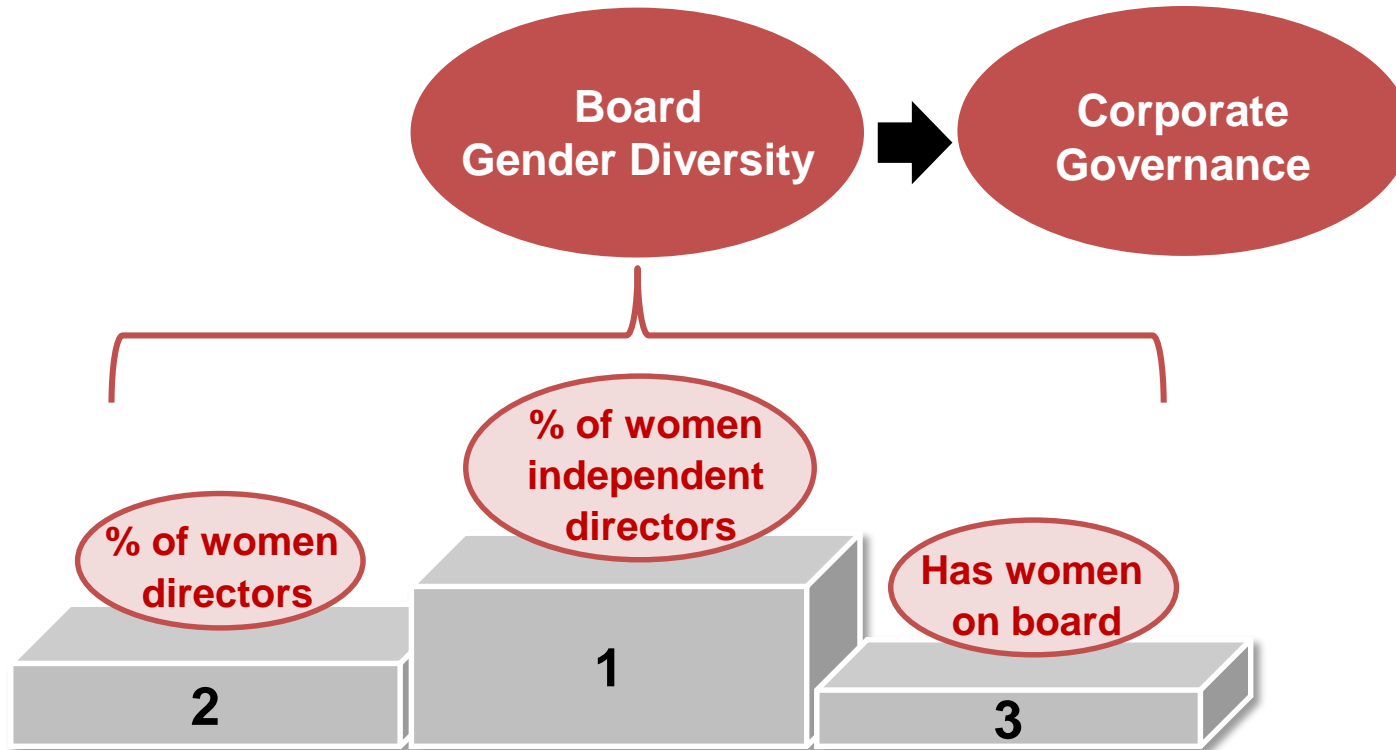 Board
Gender Diversity
Corporate
Governance
% of women
independent
directors
% of women
directors
Has women
on board
2
1
3